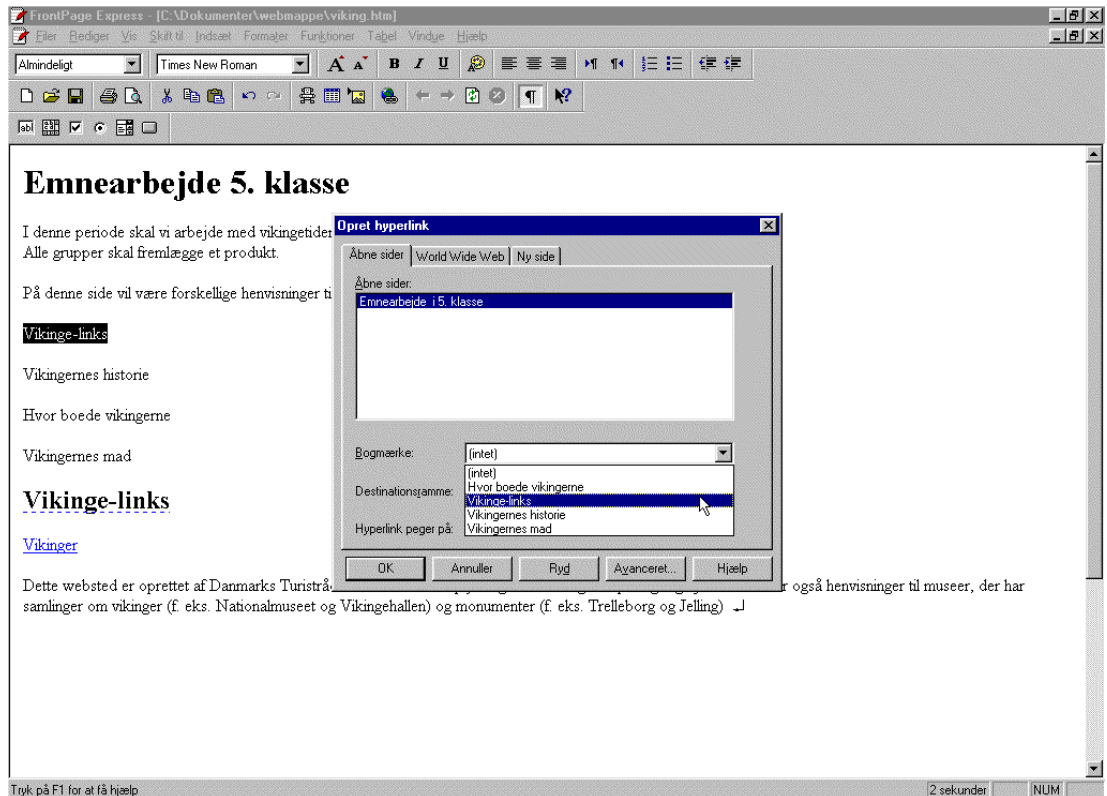 FrontPage Express - [C:\Dokumenter\webmappe\viking.htm]
Filer Rediger Vis Skift til Indsæt Formater Funktioner Tabel Vindue Hjælp
Almindeligt Times New Roman A A B I U
abl
Emnearbejde 5. klasse
I denne periode skal vi arbejde med vikingetiden
Alle grupper skal fremlægge et produkt.
På denne side vil være forskellige henvisninger ti
Vikinge-links
Vikingernes historie
Hvor boede vikingerne
Vikingernes mad
Vikinge-links
Vikinger
Dette websted er oprettet af Danmarks Turistrå
r også henvisninger til museer, der har
samlinger om vikinger (f. eks. Nationalmuseet og Vikingehallen) og monumenter (f. eks. Trelleborg og Jelling)
Opret hyperlink
Åbne sider World Wide Web Ny side
Åbne sider:
Emnearbejde i 5. klasse
Bogmærke: (intet)
(intet)
Destinationsramme: Hvor boede vikingerne
Vikinge-links
Vikingernes historie
Hyperlink peger på: Vikingernes mad
OK Annuller Ryd Avanceret... Hjælp
Tryk på F1 for at få hjælp 2 sekunder NUM